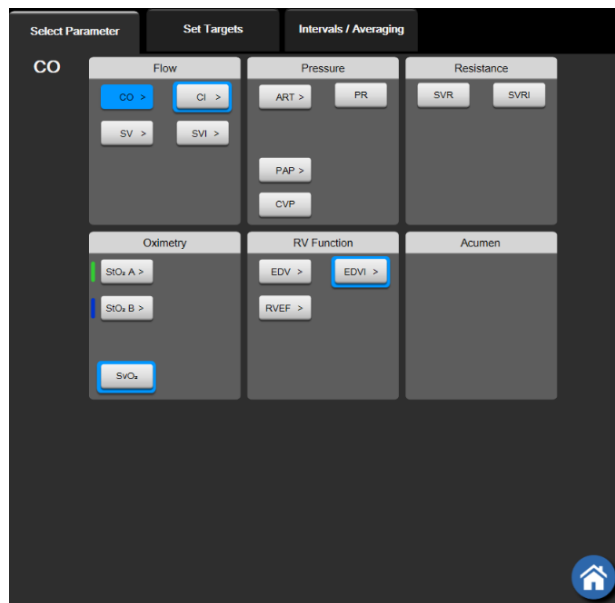 Select Parameter
Set Targets
Intervals / Averaging
CO
Flow
CO >
CI >
SV >
SVI >
Pressure
ART >
PR
PAP >
CVP
Resistance
SVR
SVRI
Oximetry
StO₂ A >
StO₂ B >
SvO₂
RV Function
EDV >
EDVI >
RVEF >
Acumen